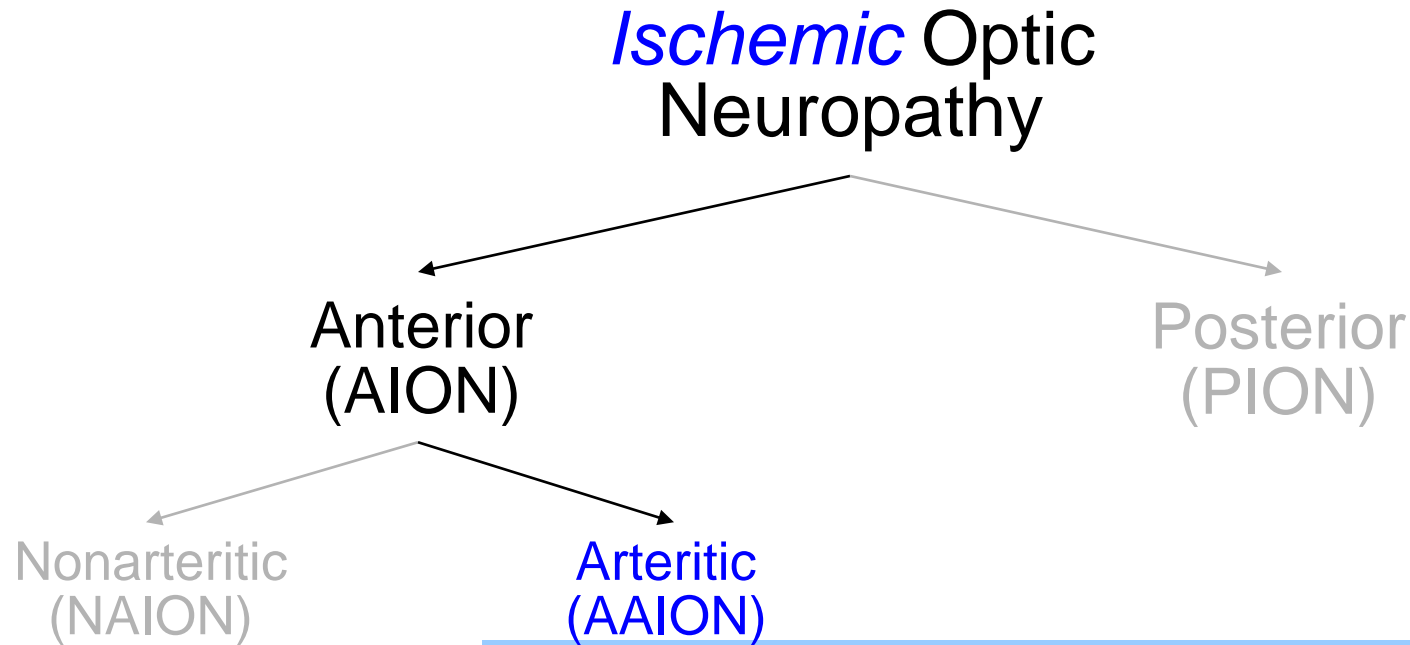 Ischemic Optic
Neuropathy
Anterior
(AION)
Posterior
(PION)
Nonarteritic
(NAION)
Arteritic
(AAION)